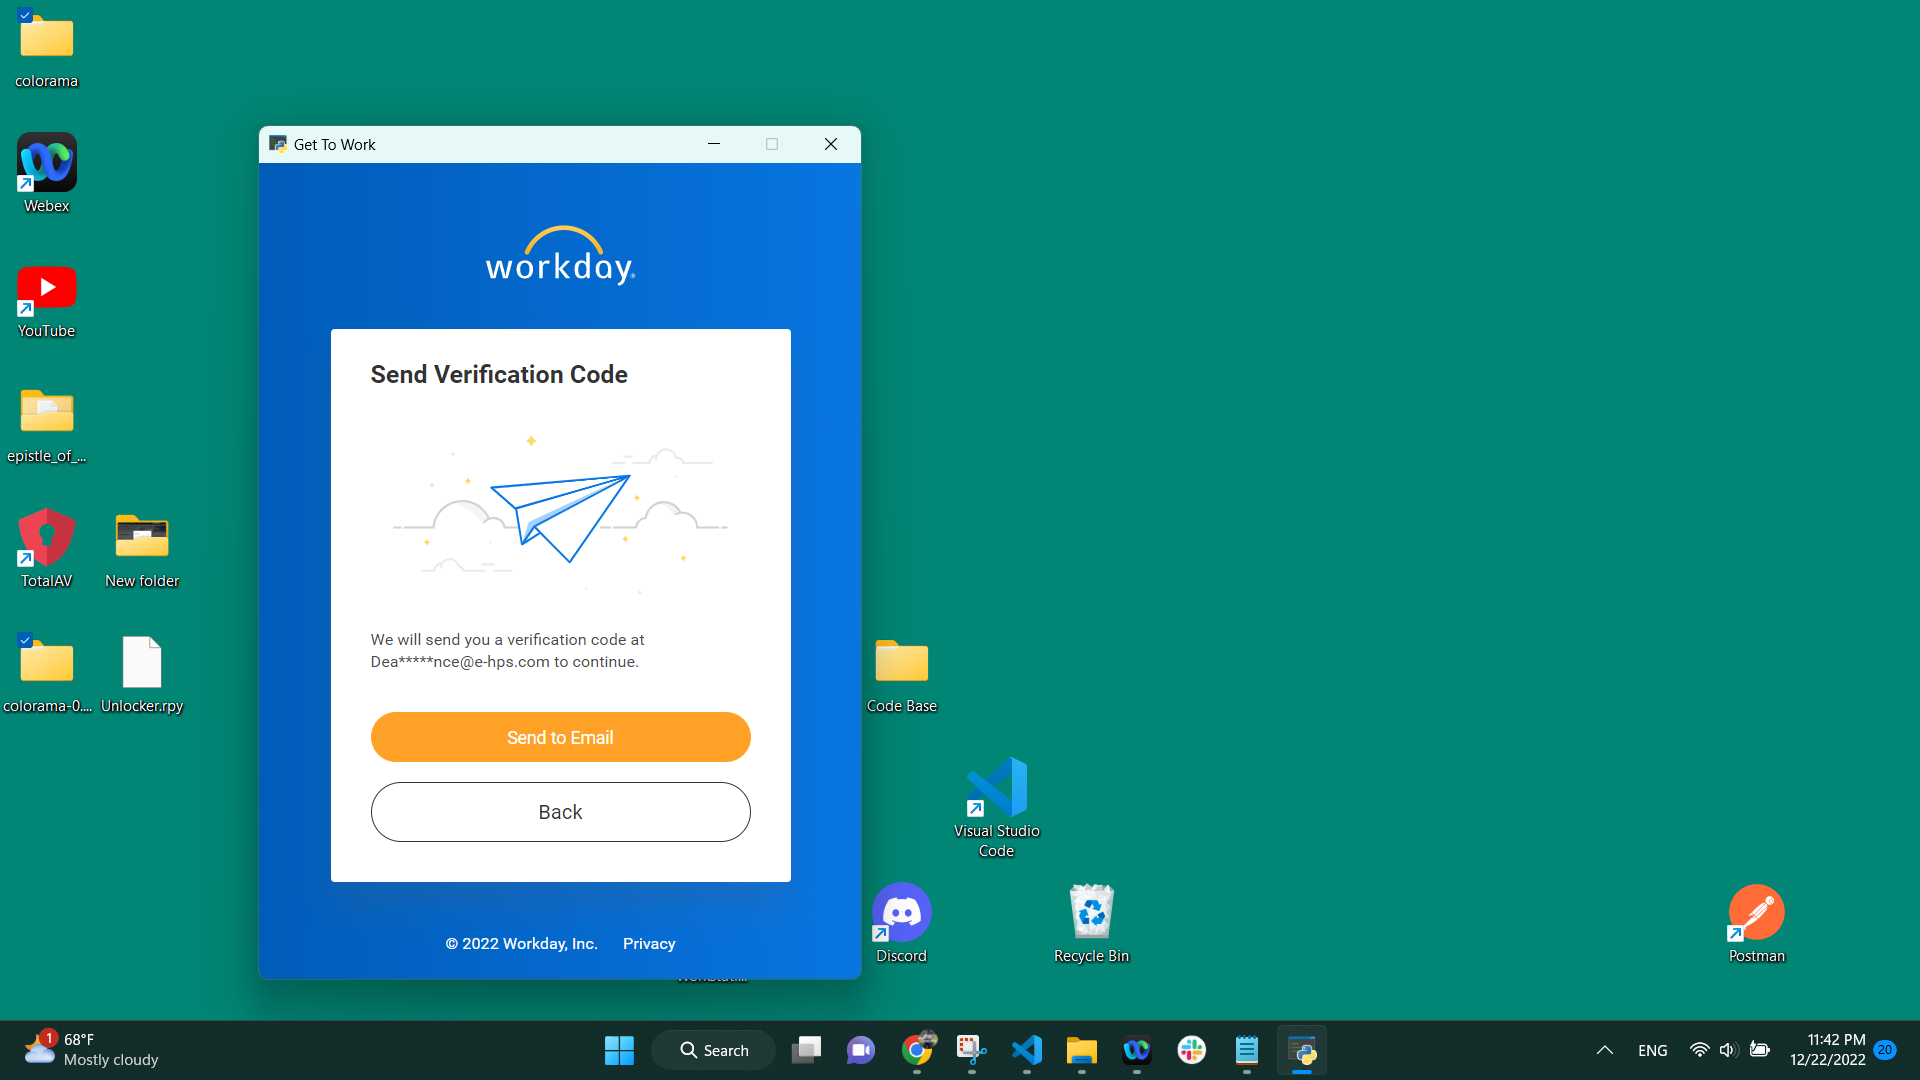 colorama
Webex
YouTube
epistle_of_...
TotalAV
New folder
colorama-0....
Unlocker.rpy
Get To Work
workday
Send Verification Code
We will send you a verification code at
Dea*****nce@e-hps.com to continue.
Send to Email
Back
© 2022 Workday, Inc.
Privacy
Code Base
Visual Studio
Code
Discord
Recycle Bin
Postman
1
68°F
Mostly cloudy
Search
ENG
11:42 PM
12/22/2022
20